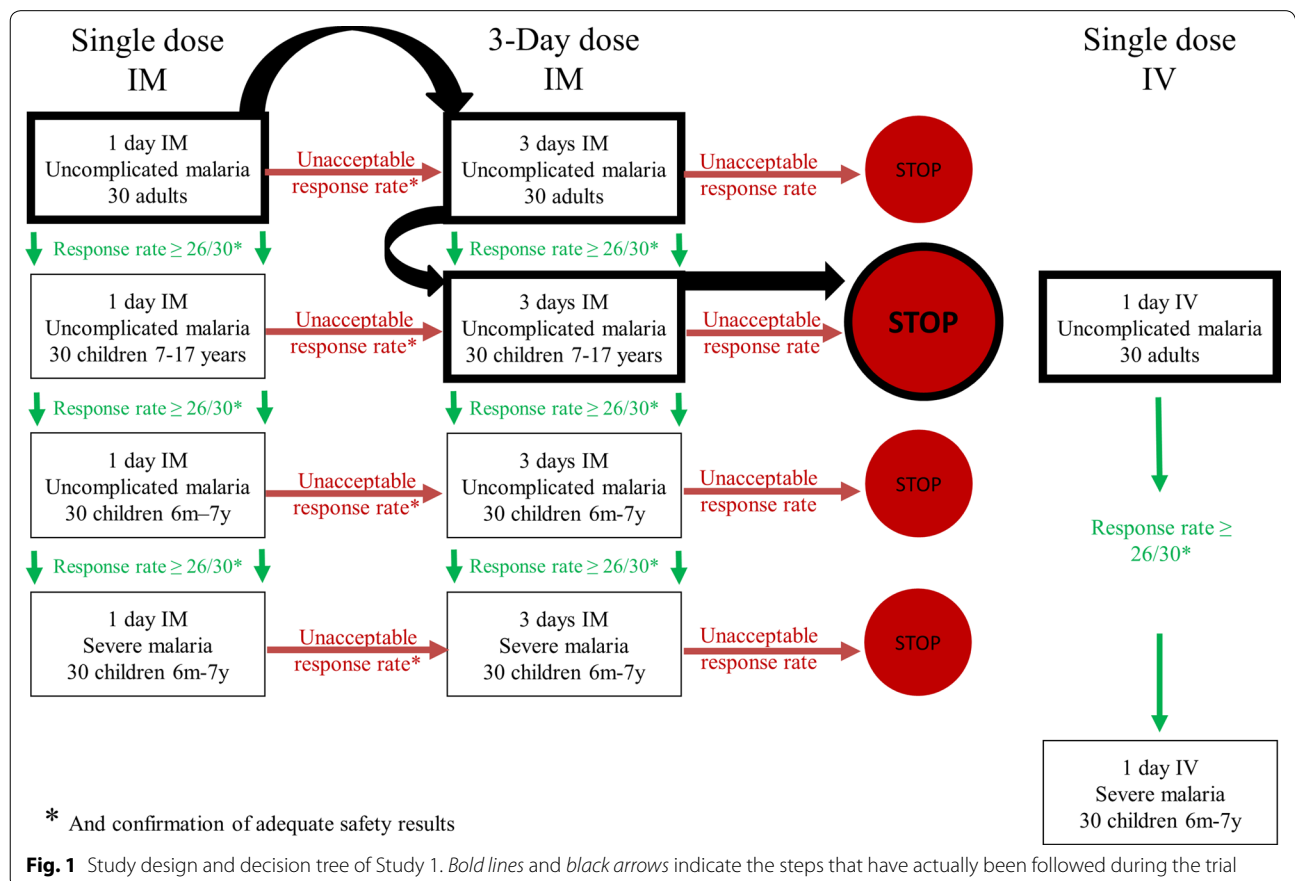 Single dose
IM
3-Day dose
IM
Single dose
IV
1 day IM
Uncomplicated malaria
30 adults
Unacceptable
response rate*
3 days IM
Uncomplicated malaria
30 adults
Unacceptable
response rate
STOP
Response rate ≥ 26/30*
Response rate ≥ 26/30*
1 day IM
Uncomplicated malaria
30 children 7-17 years
Unacceptable
response rate*
3 days IM
Uncomplicated malaria
30 children 7-17 years
Unacceptable
response rate
STOP
1 day IV
Uncomplicated malaria
30 adults
Response rate ≥ 26/30*
Response rate ≥ 26/30*
1 day IM
Uncomplicated malaria
30 children 6m–7y
Unacceptable
response rate*
3 days IM
Uncomplicated malaria
30 children 6m-7y
Unacceptable
response rate
STOP
Response rate ≥
26/30*
Response rate ≥ 26/30*
Response rate ≥ 26/30*
1 day IM
Severe malaria
30 children 6m-7y
Unacceptable
response rate*
3 days IM
Severe malaria
30 children 6m-7y
Unacceptable
response rate
STOP
1 day IV
Severe malaria
30 children 6m-7y
* And confirmation of adequate safety results
Fig. 1 Study design and decision tree of Study 1. Bold lines and black arrows indicate the steps that have actually been followed during the trial